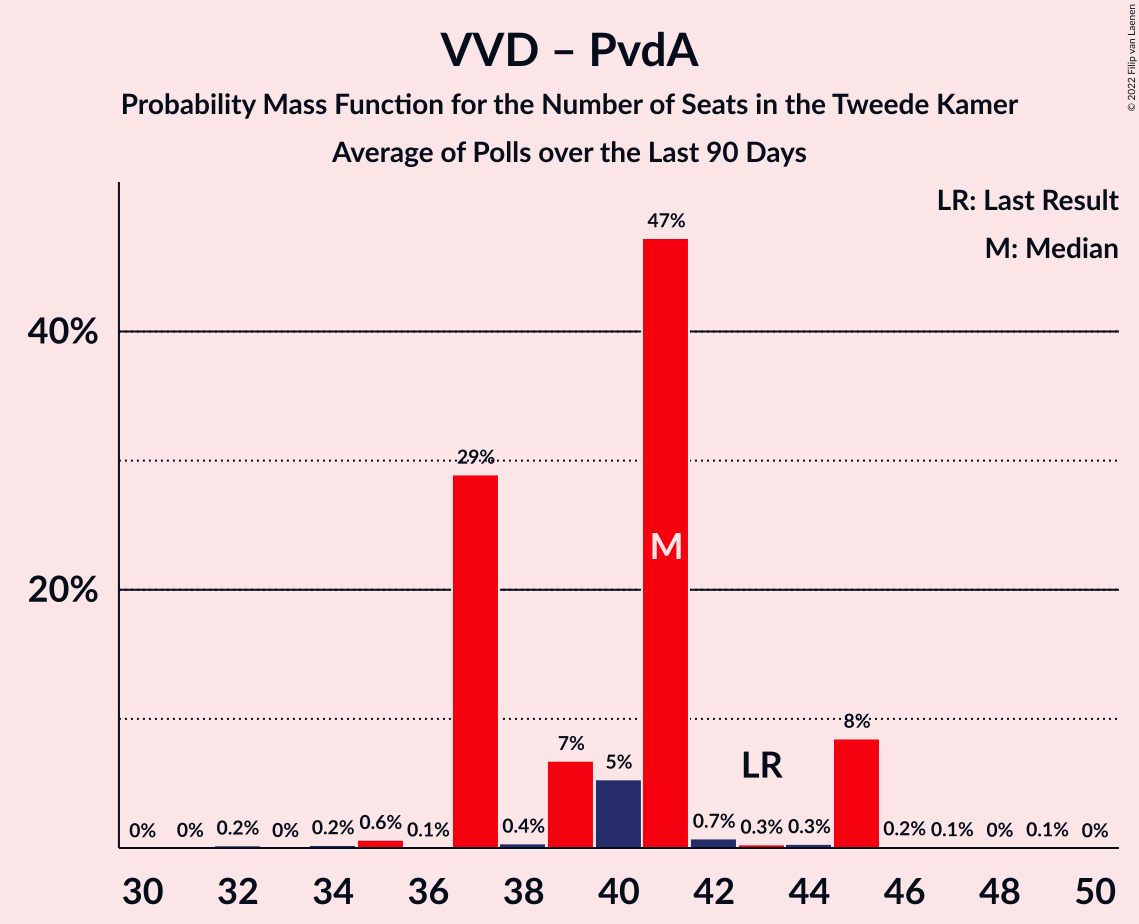 VVD – PvdA
Probability Mass Function for the Number of Seats in the Tweede Kamer
Average of Polls over the Last 90 Days
© 2022 Filip van Laenen
LR: Last Result
M: Median
40%
20%
0%
0%
0.2%
0%
0.2%
0.6%
0.1%
29%
0.4%
7%
5%
47%
M
0.7%
LR
0.3%
0.3%
8%
0.2%
0.1%
0%
0.1%
0%
30 32 34 36 38 40 42 44 46 48 50